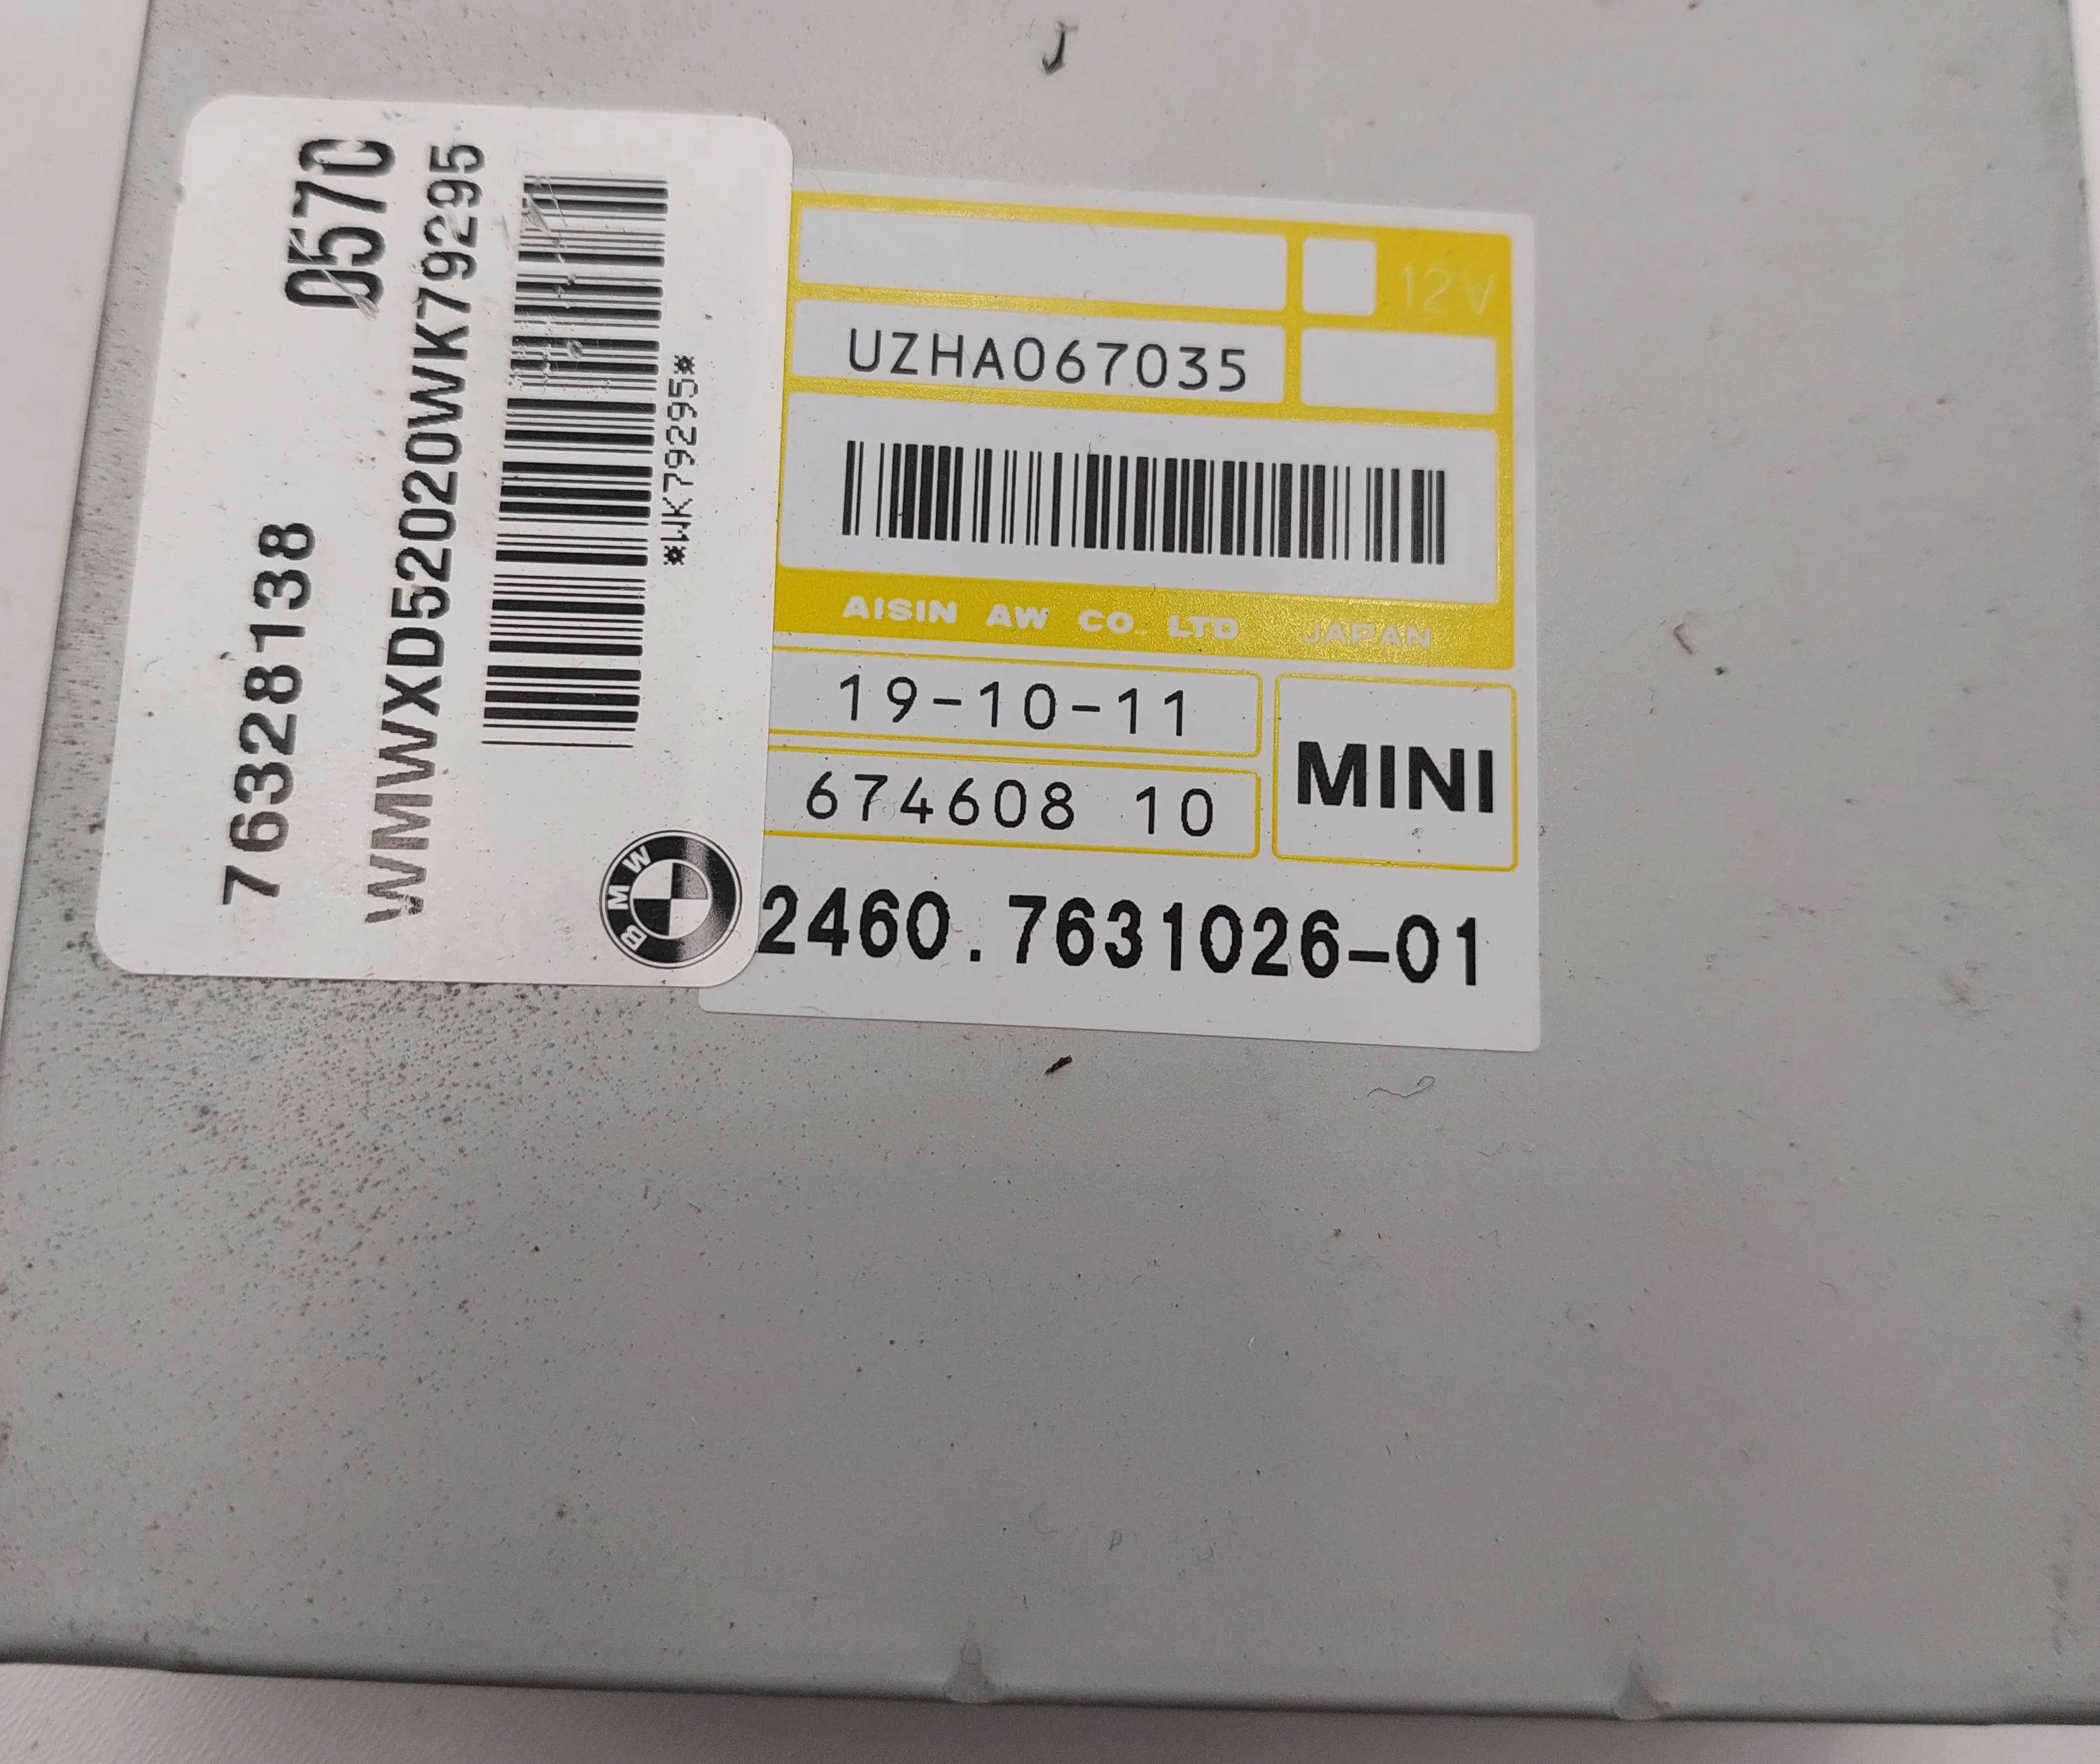 0570
76328138
WMWXD52020WK79295
*WK79295*
BMW
12V
UZHA067035
AISIN AW CO., LTD JAPAN
19-10-11
674608 10
MINI
2460.7631026-01